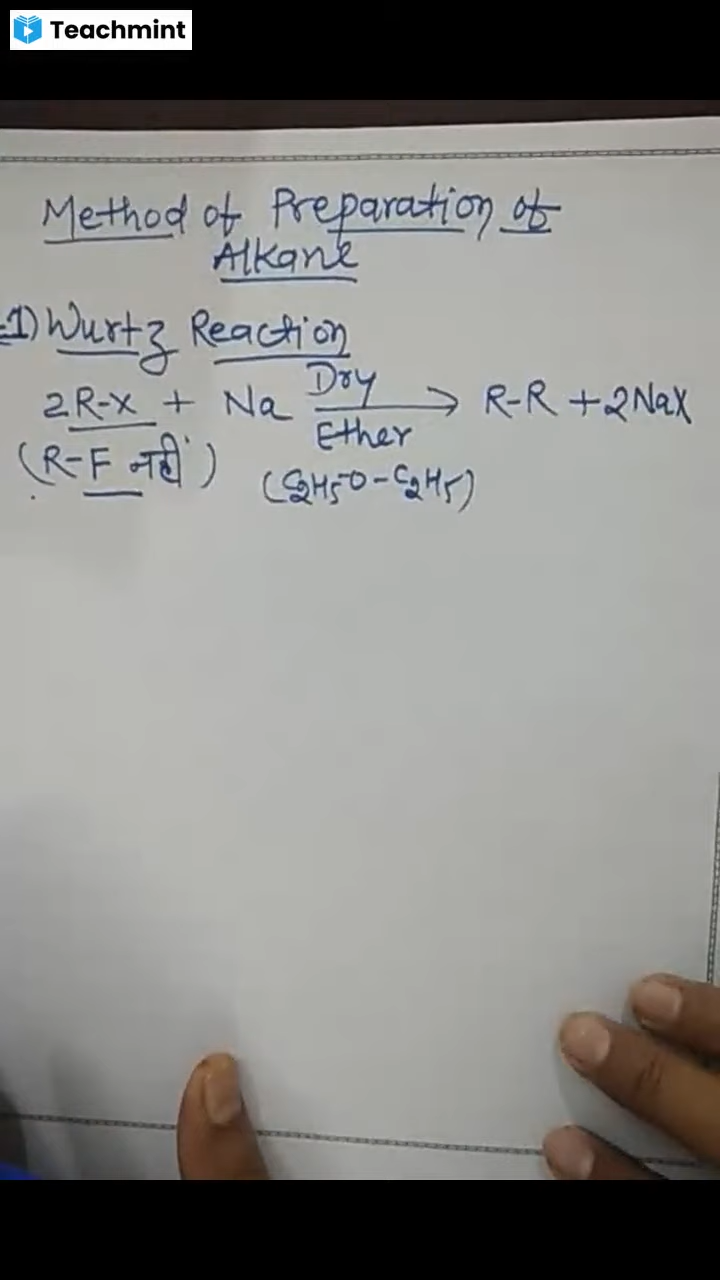 Teachmint
Method of Preparation of
Alkane
1) Wurtz Reaction
2R-X + Na Dry Ether → R-R + 2NaX
(R-F नहीं) (C2H5-O-C2H5)